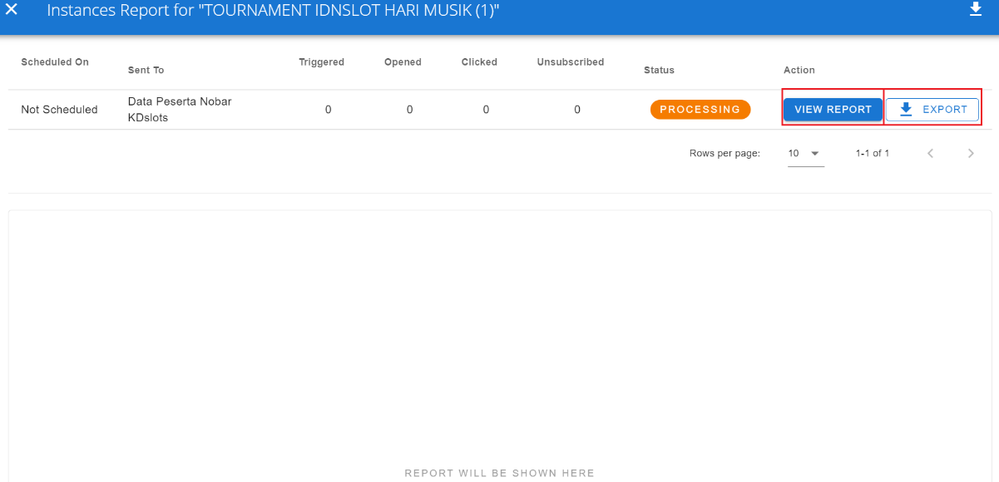 Instances Report for "TOURNAMENT IDNSLOT HARI MUSIK (1)"
Scheduled On Sent To Triggered Opened Clicked Unsubscribed Status Action
Not Scheduled Data Peserta Nobar 0 0 0 0 PROCESSING VIEW REPORT EXPORT
KDslots
Rows per page: 10 1-1 of 1
REPORT WILL BE SHOWN HERE